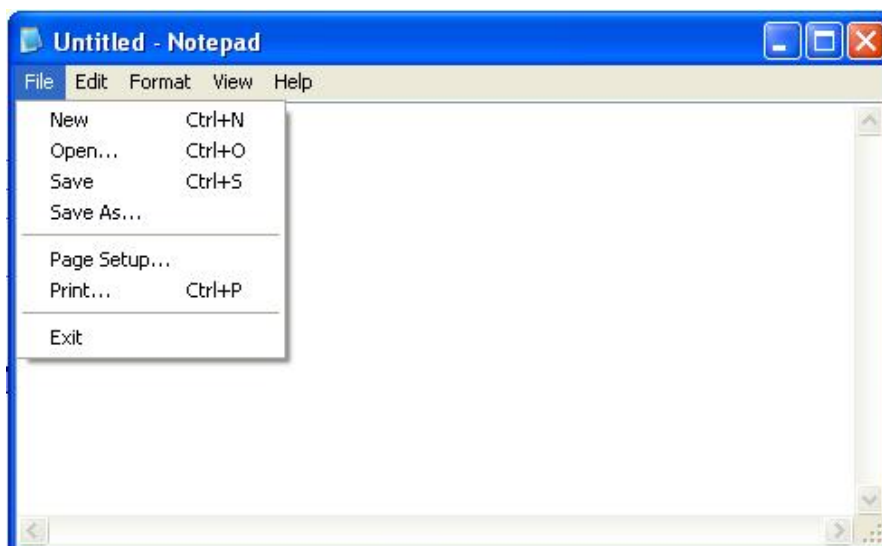 Untitled - Notepad
File Edit Format View Help
New Ctrl+N
Open... Ctrl+O
Save Ctrl+S
Save As...
Page Setup...
Print... Ctrl+P
Exit